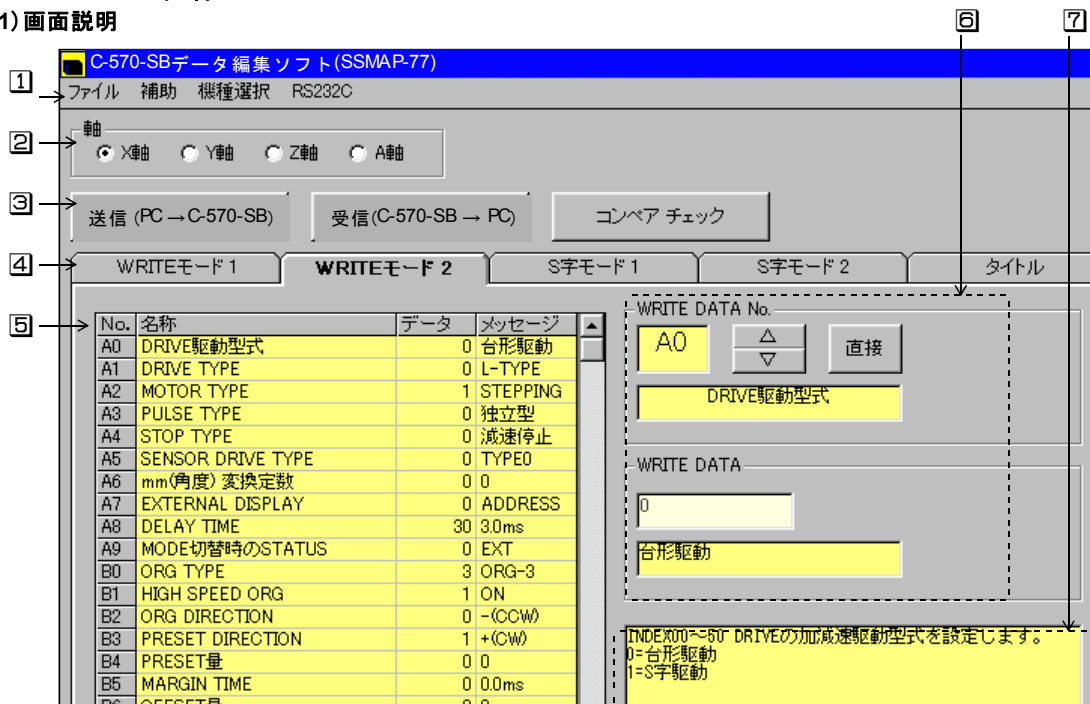 1)画面説明
6 7
C-570-SBデータ編集ソフト(SSMAP-77)
1
ファイル 補助 機種選択 RS232C
軸
2
X軸 Y軸 Z軸 A軸
3
送信 (PC→C-570-SB) 受信(C-570-SB → PC) コンペア チェック
4
WRITEモード1 WRITEモード2 S字モード1 S字モード2 タイトル
5
No. 名称 データ メッセージ
A0 DRIVE駆動型式 0 台形駆動
A1 DRIVE TYPE 0 L-TYPE
A2 MOTOR TYPE 1 STEPPING
A3 PULSE TYPE 0 独立型
A4 STOP TYPE 0 減速停止
A5 SENSOR DRIVE TYPE 0 TYPE0
A6 mm(角度) 変換定数 0 0
A7 EXTERNAL DISPLAY 0 ADDRESS
A8 DELAY TIME 30 3.0ms
A9 MODE切替時のSTATUS 0 EXT
B0 ORG TYPE 3 ORG-3
B1 HIGH SPEED ORG 1 ON
B2 ORG DIRECTION 0 -(CCW)
B3 PRESET DIRECTION 1 +(CW)
B4 PRESET量 0 0
B5 MARGIN TIME 0 0.0ms
WRITE DATA No.
A0 △ ▽ 直接
DRIVE駆動型式
WRITE DATA
0
台形駆動
INDEX00~50 DRIVEの加減速駆動型式を設定します。
0=台形駆動
1=S字駆動